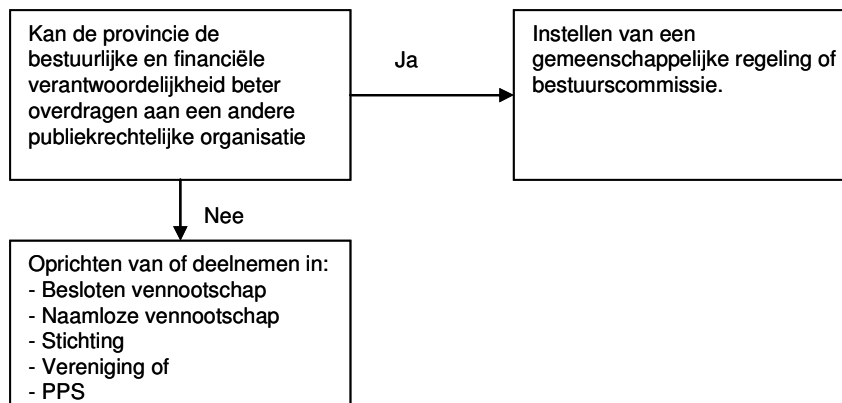 Kan de provincie de
bestuurlijke en financiële
verantwoordelijkheid beter
overdragen aan een andere
publiekrechtelijke organisatie
Ja
Instellen van een
gemeenschappelijke regeling of
bestuurscommissie.
Nee
Oprichten van of deelnemen in:
- Besloten vennootschap
- Naamloze vennootschap
- Stichting
- Vereniging of
- PPS